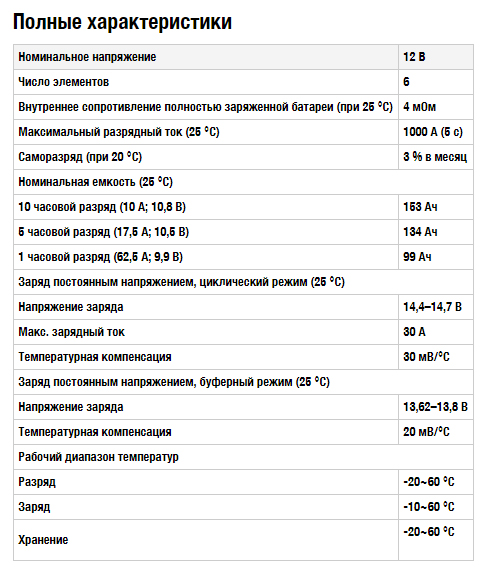 Полные характеристики
Номинальное напряжение 12 В
Число элементов 6
Внутреннее сопротивление полностью заряженной батареи (при 25 °С) 4 мОм
Максимальный разрядный ток (25 °С) 1000 А (5 с)
Саморазряд (при 20 °С) 3 % в месяц
Номинальная емкость (25 °С)
10 часовой разряд (10 А; 10,8 В) 153 Ач
5 часовой разряд (17,5 А; 10,5 В) 134 Ач
1 часовой разряд (62,5 А; 9,9 В) 99 Ач
Заряд постоянным напряжением, циклический режим (25 °С)
Напряжение заряда 14,4–14,7 В
Макс. зарядный ток 30 А
Температурная компенсация 30 мВ/°С
Заряд постоянным напряжением, буферный режим (25 °С)
Напряжение заряда 13,62–13,8 В
Температурная компенсация 20 мВ/°С
Рабочий диапазон температур
Разряд -20~60 °С
Заряд -10~60 °С
Хранение -20~60 °С